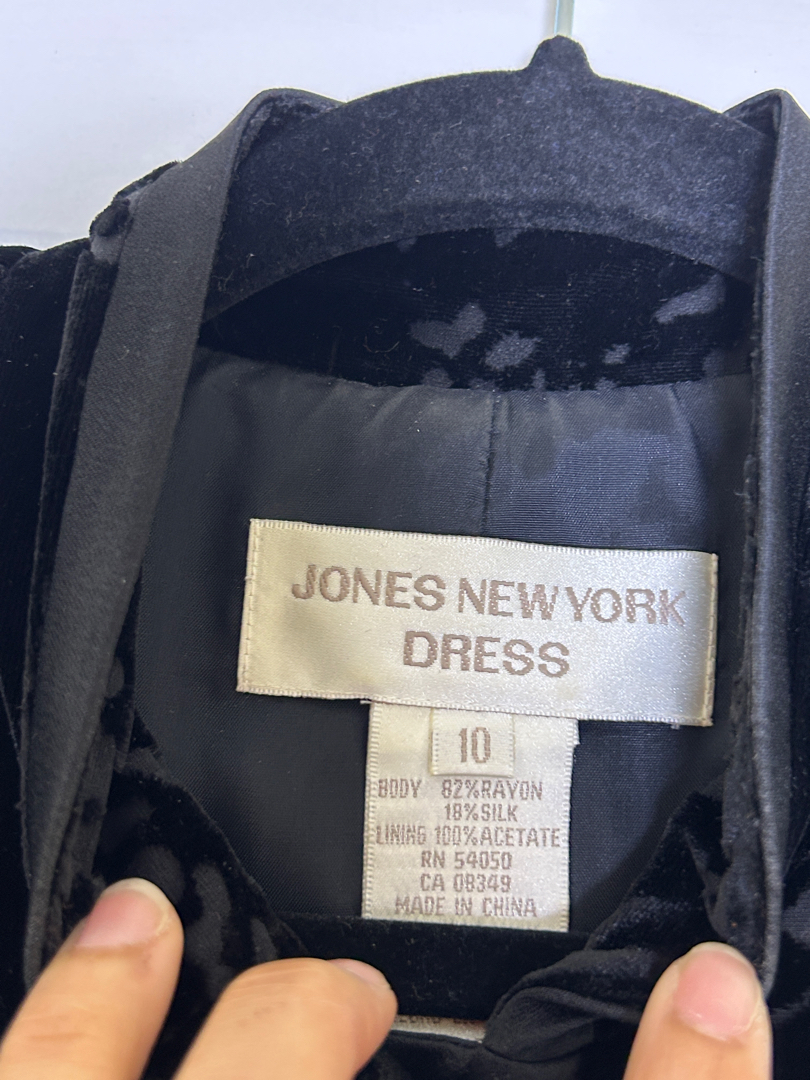 JONES NEW YORK
DRESS
10
BODY 82%RAYON
18%SILK
LINING 100%ACETATE
RN 54050
CA 08349
MADE IN CHINA